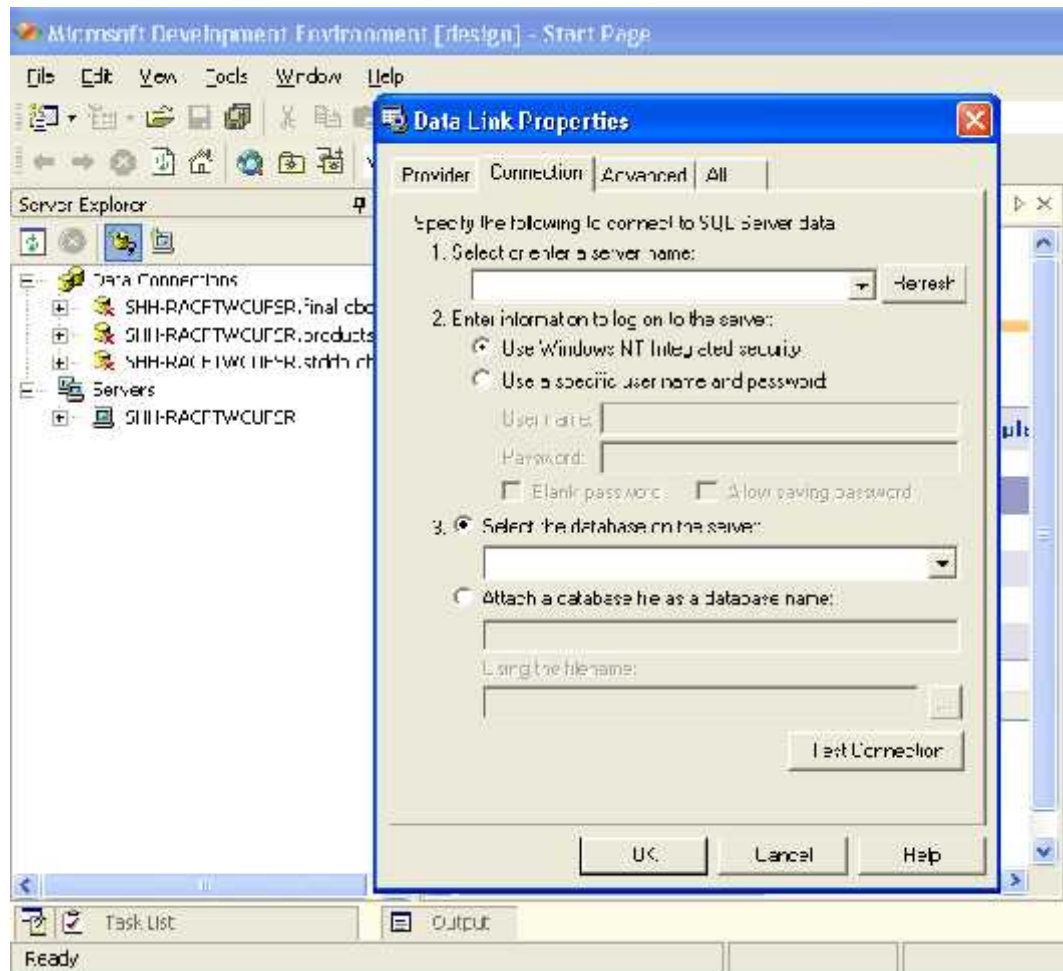 Microsoft Development Environment [design] - Start Page
File Edit View Tools Window Help
Data Link Properties
Provider Connection Advanced All
Server Explorer
Specify the following to connect to SQL Server data
1. Select or enter a server name:
Refresh
Data Connections
2. Enter information to log on to the server:
Use Windows NT Integrated security
Use a specific user name and password:
User name:
Password:
Blank password Allow saving password
Servers
3. Select the database on the server:
Attach a database file as a database name:
Using the filename:
...
Test Connection
OK Cancel Help
Task List Output
Ready